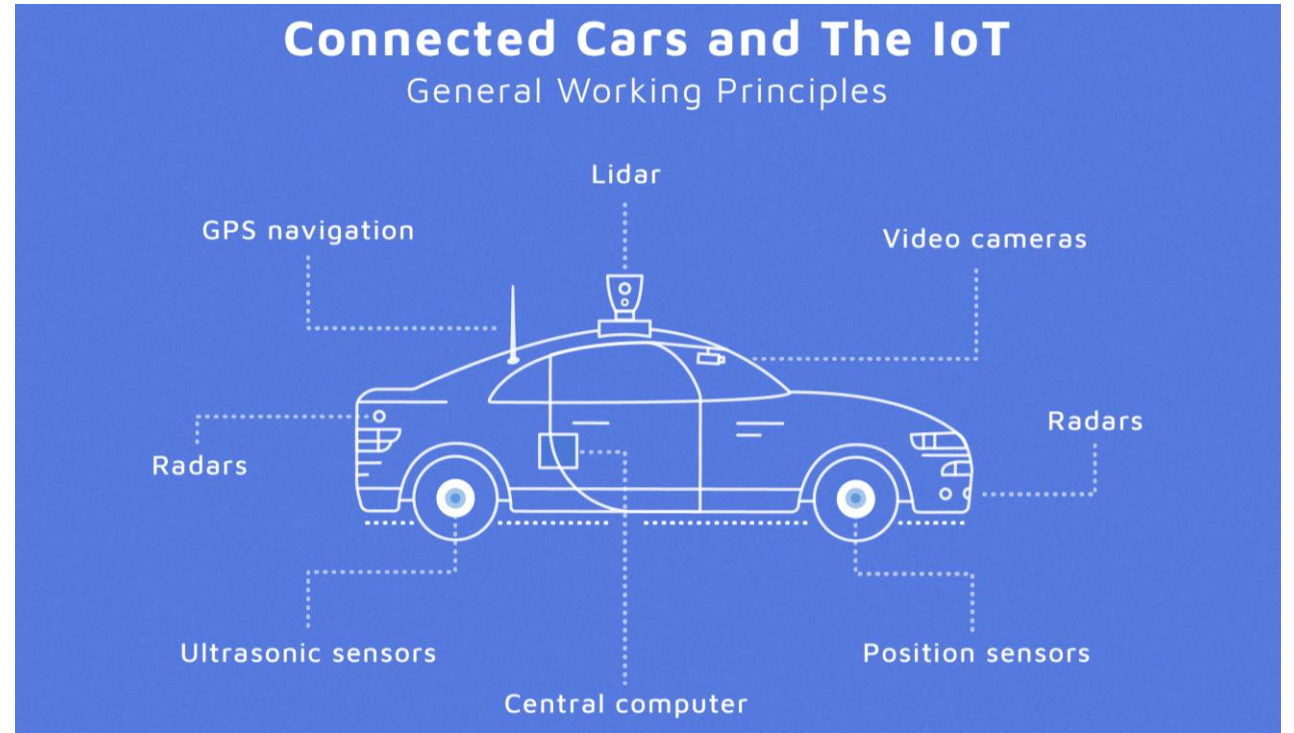 Connected Cars and The IoT
General Working Principles
Lidar
GPS navigation
Video cameras
Radars
Radars
Ultrasonic sensors
Position sensors
Central computer